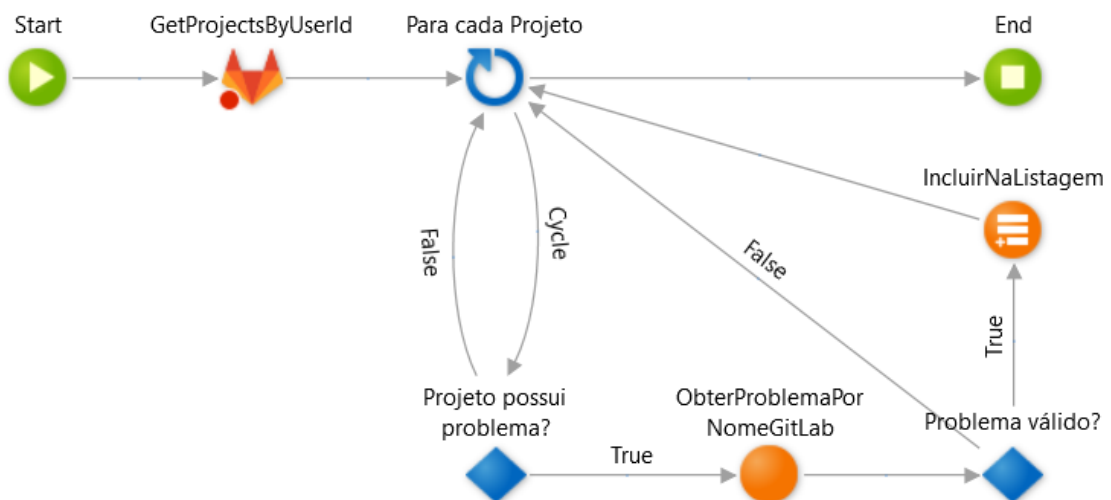 Start
GetProjectsByUserId
Para cada Projeto
End
IncluirNaListagem
False
Cycle
False
True
Projeto possui
problema?
ObterProblemaPor
NomeGitLab
Problema válido?
True